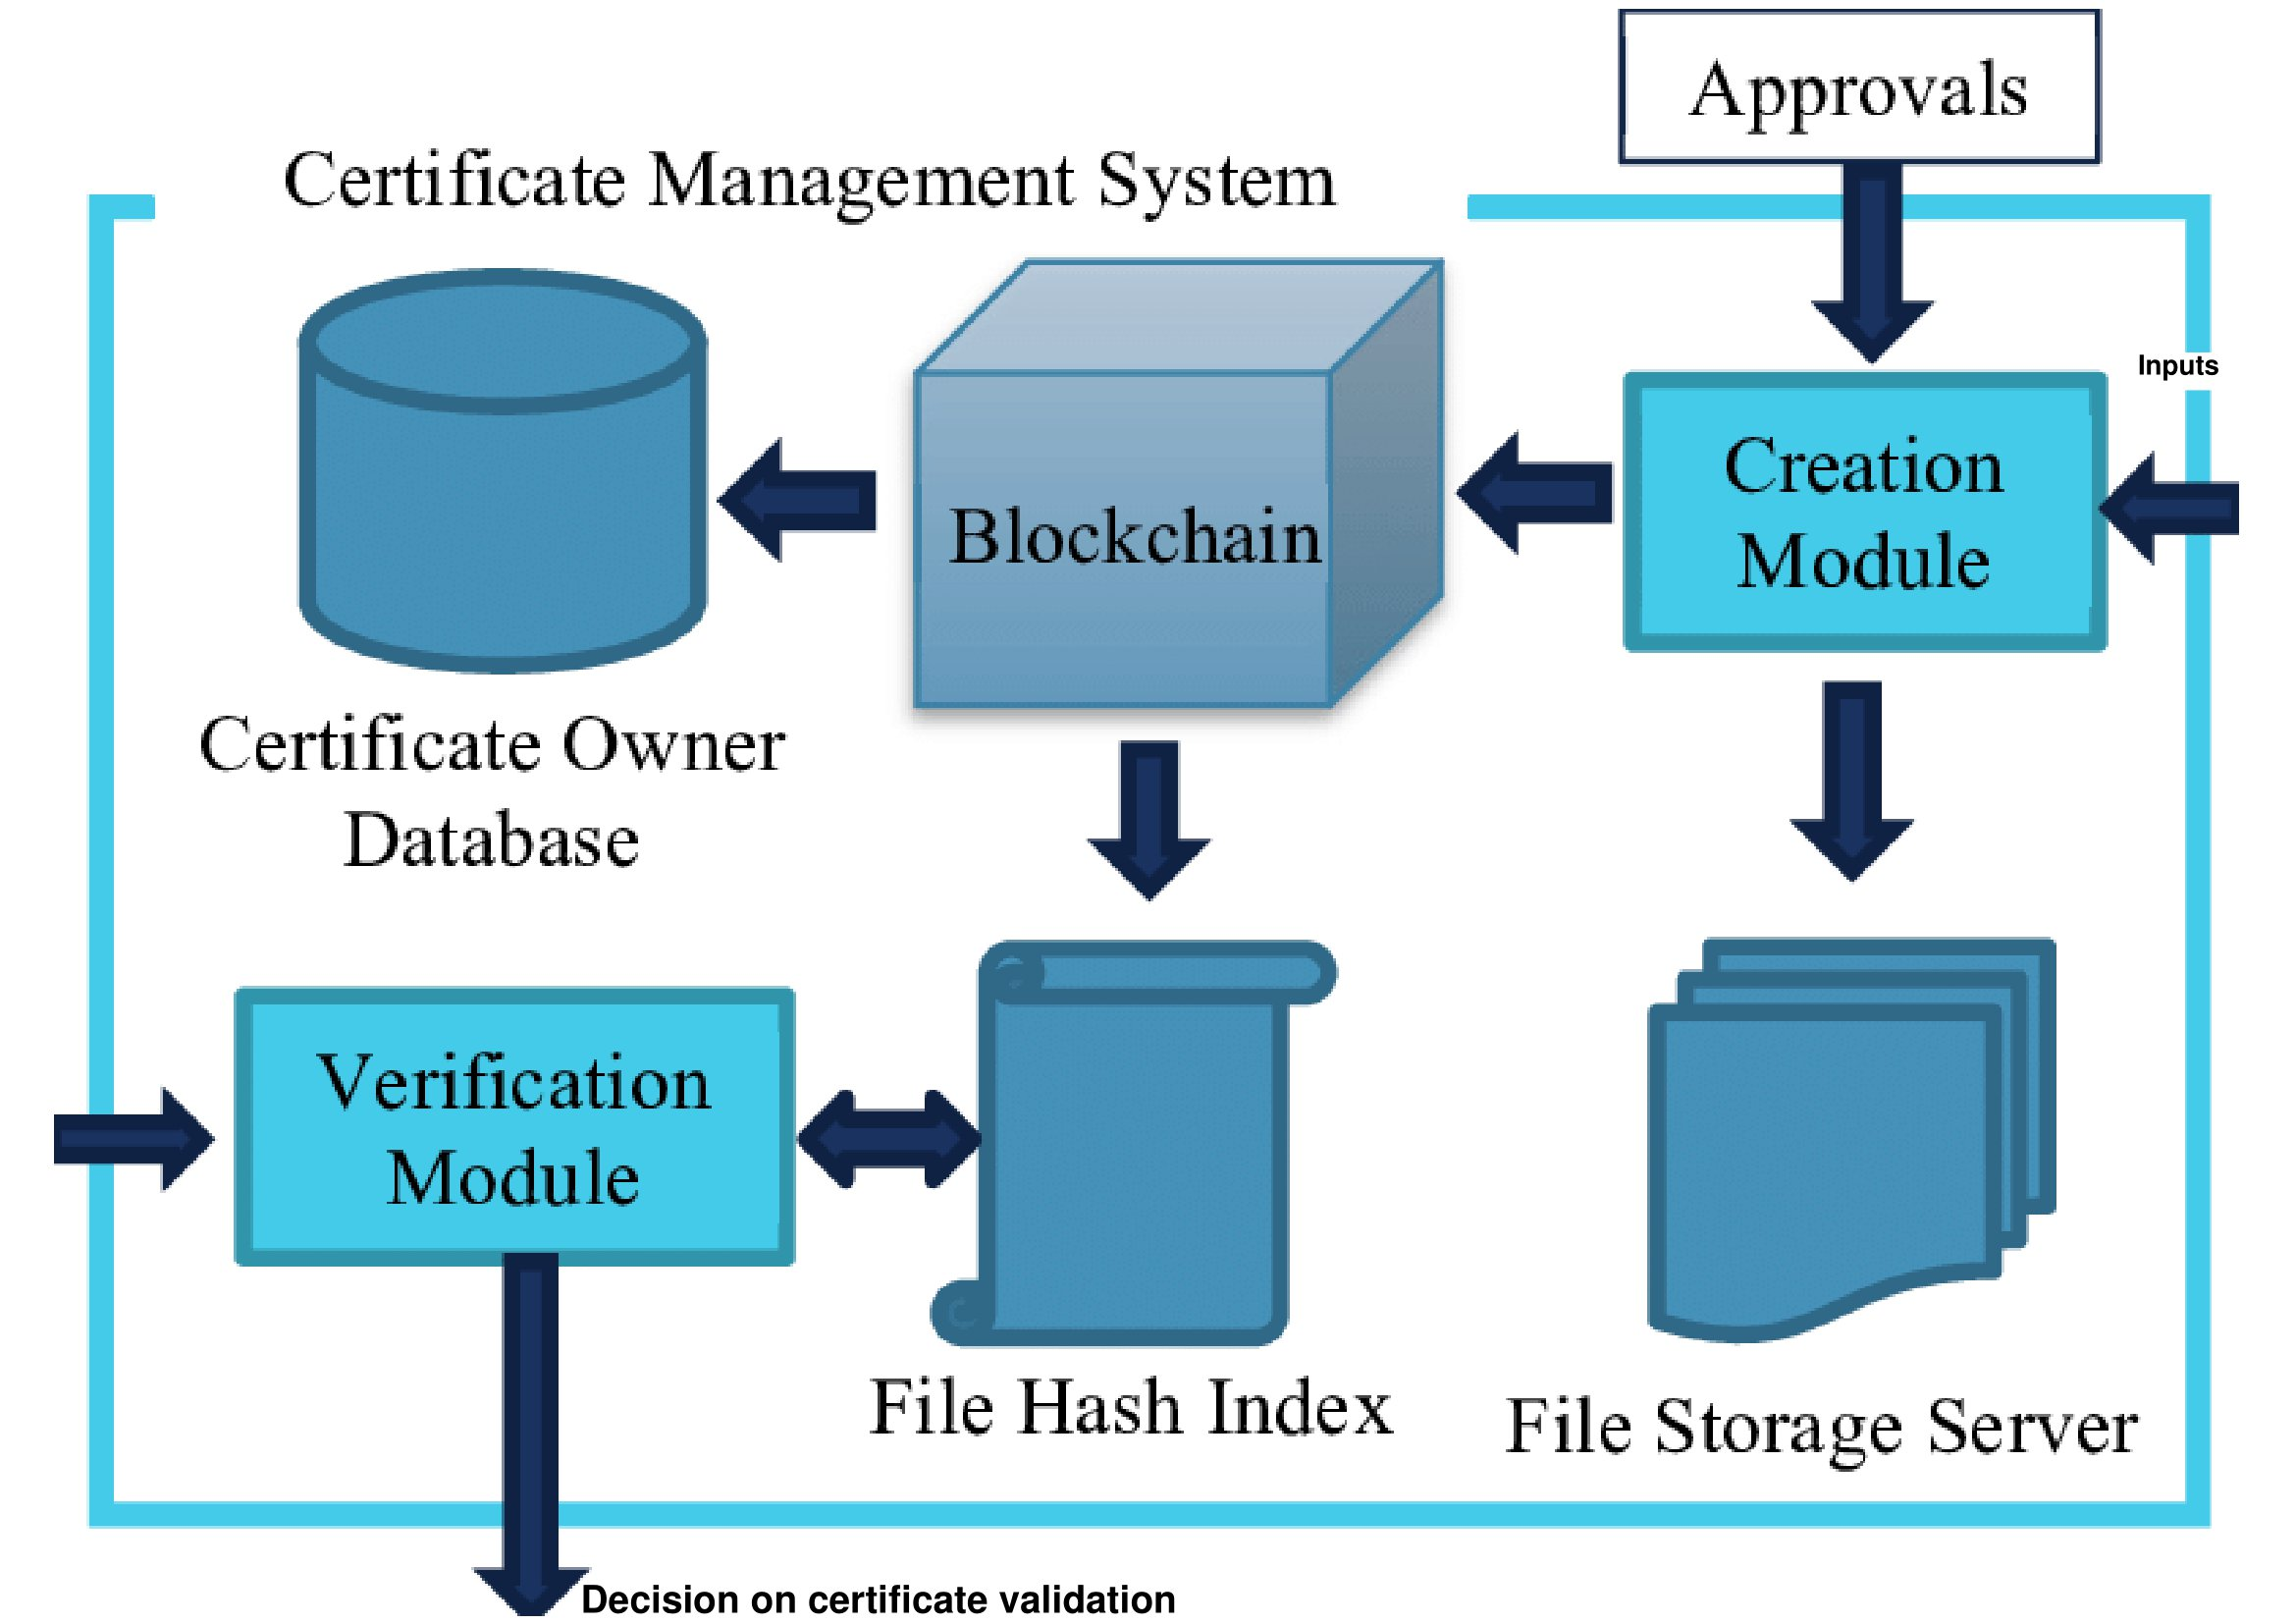 Approvals
Certificate Management System
Inputs
Creation
Module
Blockchain
Certificate Owner
Database
Verification
Module
File Hash Index
File Storage Server
Decision on certificate validation